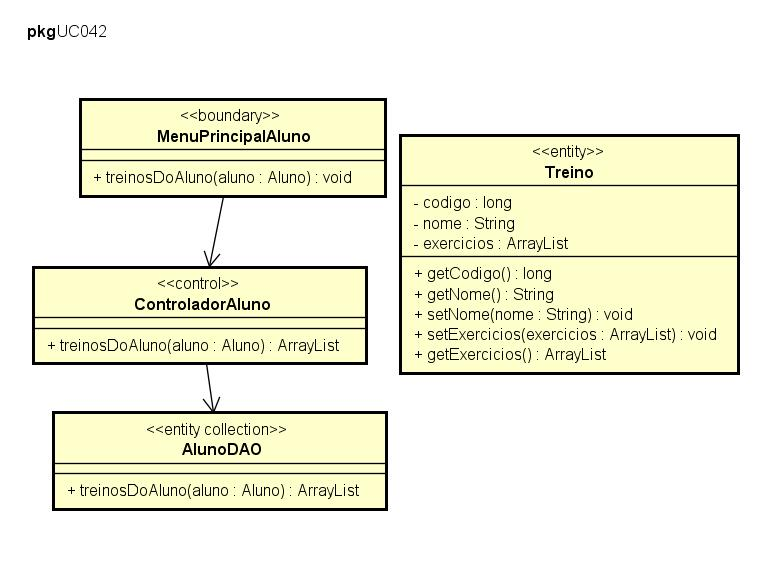 pkgUC042
<<boundary>>
MenuPrincipalAluno
+ treinosDoAluno(aluno : Aluno) : void
<<entity>>
Treino
- codigo : long
- nome : String
- exercicios : ArrayList
+ getCodigo() : long
+ getNome() : String
+ setNome(nome : String) : void
+ setExercicios(exercicios : ArrayList) : void
+ getExercicios() : ArrayList
<<control>>
ControladorAluno
+ treinosDoAluno(aluno : Aluno) : ArrayList
<<entity collection>>
AlunoDAO
+ treinosDoAluno(aluno : Aluno) : ArrayList